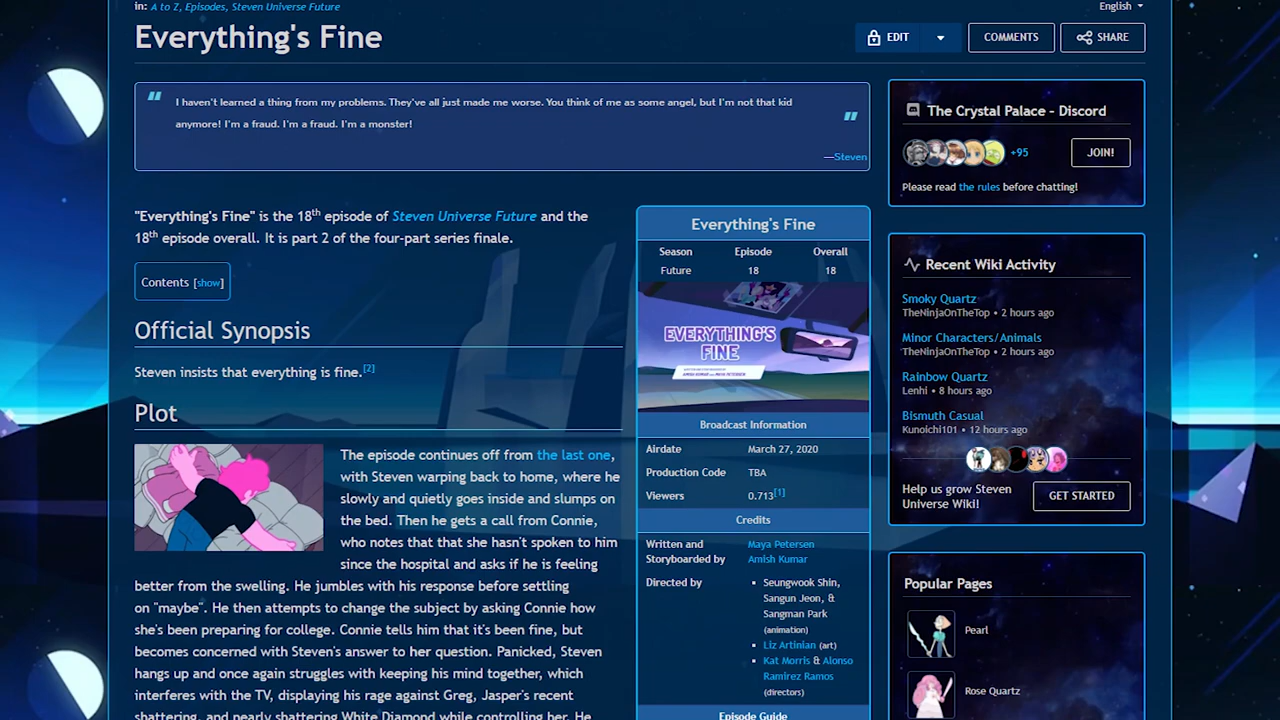 in: A to Z, Episodes, Steven Universe Future
English
Everything's Fine
EDIT
COMMENTS
SHARE
I haven't learned a thing from my problems. They've all just made me worse. You think of me as some angel, but I'm not that kid
anymore! I'm a fraud. I'm a fraud. I'm a monster!
—Steven
"Everything's Fine" is the 18th episode of Steven Universe Future and the
18th episode overall. It is part 2 of the four-part series finale.
Contents [show]
Official Synopsis
Steven insists that everything is fine.[2]
Plot
The episode continues off from the last one,
with Steven warping back to home, where he
slowly and quietly goes inside and slumps on
the bed. Then he gets a call from Connie,
who notes that that she hasn't spoken to him
since the hospital and asks if he is feeling
better from the swelling. He jumbles with his response before settling
on "maybe". He then attempts to change the subject by asking Connie how
she's been preparing for college. Connie tells him that it's been fine, but
becomes concerned with Steven's answer to her question. Panicked, Steven
hangs up and once again struggles with keeping his mind together, which
interferes with the TV, displaying his rage against Greg, Jasper's recent
shattering, and nearly shattering White Diamond while controlling her. He
Everything's Fine
Season Episode Overall
Future 18 18
EVERYTHING'S
FINE
Broadcast Information
Airdate March 27, 2020
Production Code TBA
Viewers 0.713[1]
Credits
Written and Storyboarded by
Maya Petersen
Amish Kumar
Directed by
Seungwook Shin,
Sangun Jeon, &
Sangman Park
(animation)
Liz Artinian (art)
Kat Morris & Alonso
Ramirez Ramos
(directors)
Episode Guide
The Crystal Palace - Discord
+95
JOIN!
Please read the rules before chatting!
Recent Wiki Activity
Smoky Quartz
TheNinjaOnTheTop • 2 hours ago
Minor Characters/Animals
TheNinjaOnTheTop • 2 hours ago
Rainbow Quartz
Lenhi • 8 hours ago
Bismuth Casual
Kunoichi101 • 12 hours ago
Help us grow Steven
Universe Wiki!
GET STARTED
Popular Pages
Pearl
Rose Quartz